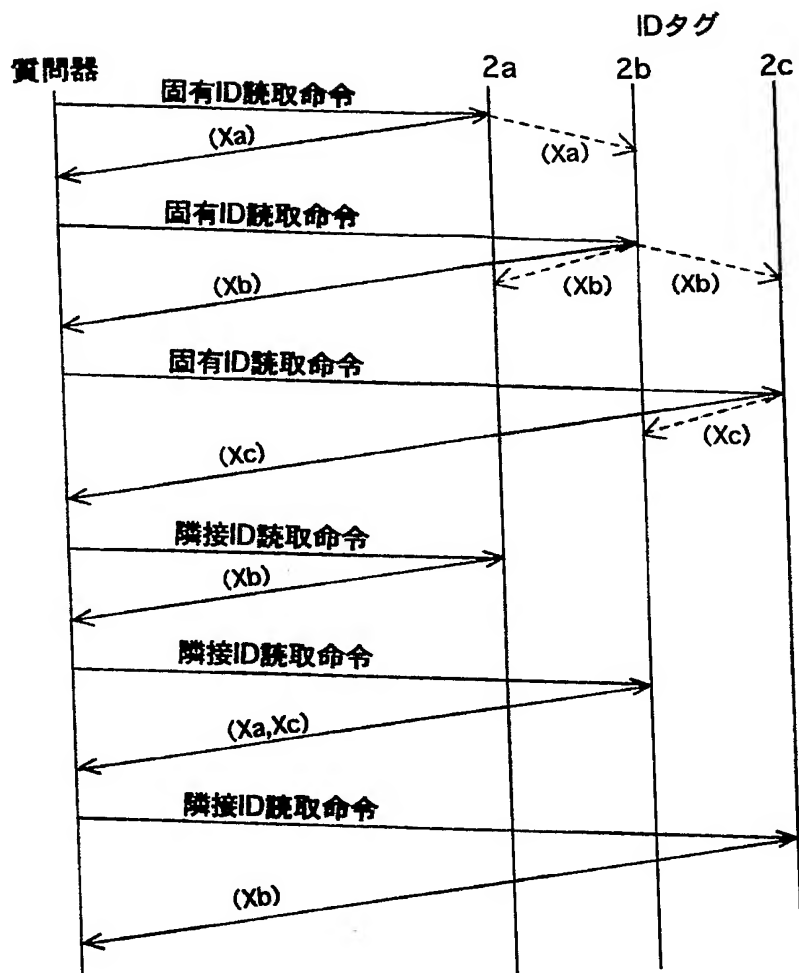 IDタグ
質問器
2a
2b
2c
固有ID読取命令
(Xa)
(Xa)
固有ID読取命令
(Xb)
(Xb)
(Xb)
固有ID読取命令
(Xc)
(Xc)
隣接ID読取命令
(Xb)
隣接ID読取命令
(Xa,Xc)
隣接ID読取命令
(Xb)